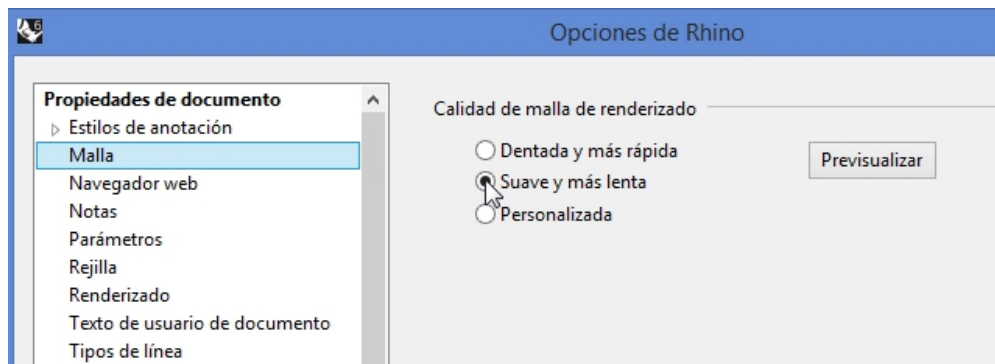 6
Opciones de Rhino
Propiedades de documento
Estilos de anotación
Malla
Navegador web
Notas
Parámetros
Rejilla
Renderizado
Texto de usuario de documento
Tipos de línea
Calidad de malla de renderizado
Dentada y más rápida
Suave y más lenta
Personalizada
Previsualizar